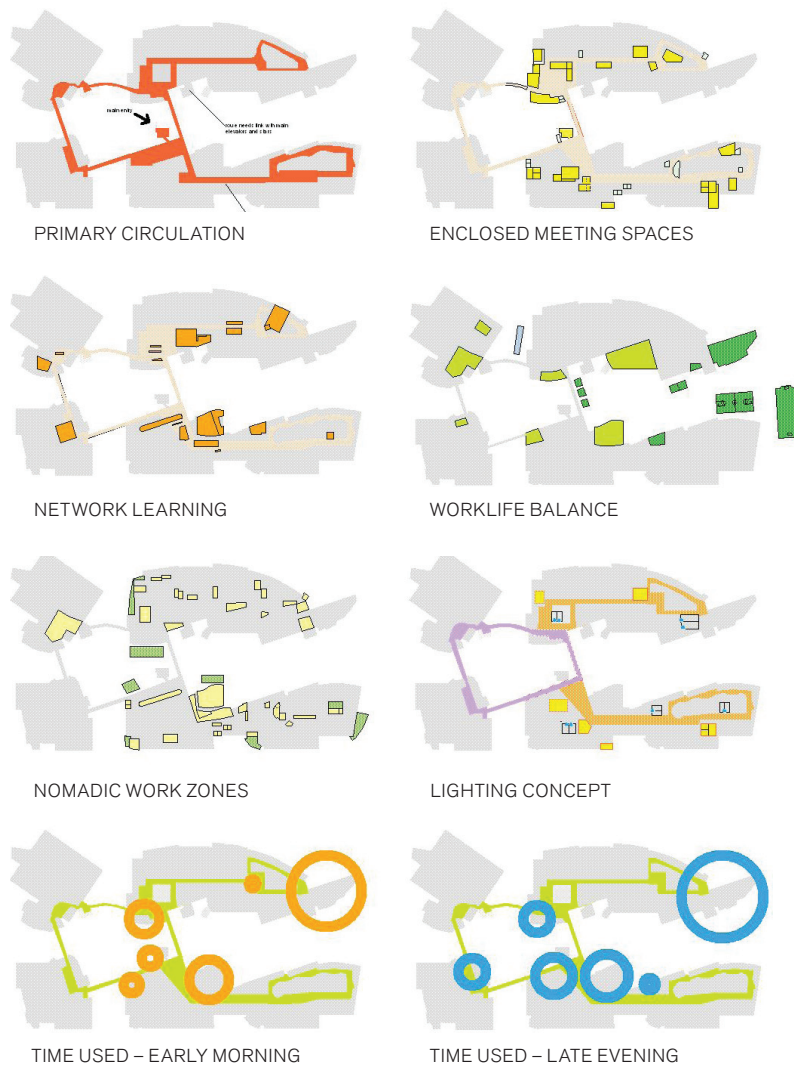 main entry
needs link with main
elevators and stairs
PRIMARY CIRCULATION
ENCLOSED MEETING SPACES
NETWORK LEARNING
WORKLIFE BALANCE
NOMADIC WORK ZONES
LIGHTING CONCEPT
TIME USED – EARLY MORNING
TIME USED – LATE EVENING